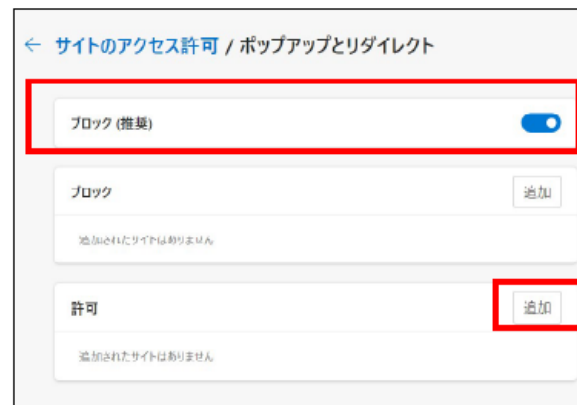 ← サイトのアクセス許可 / ポップアップとリダイレクト
ブロック (推奨)
ブロック 追加
追加されたサイトはありません
許可 追加
追加されたサイトはありません